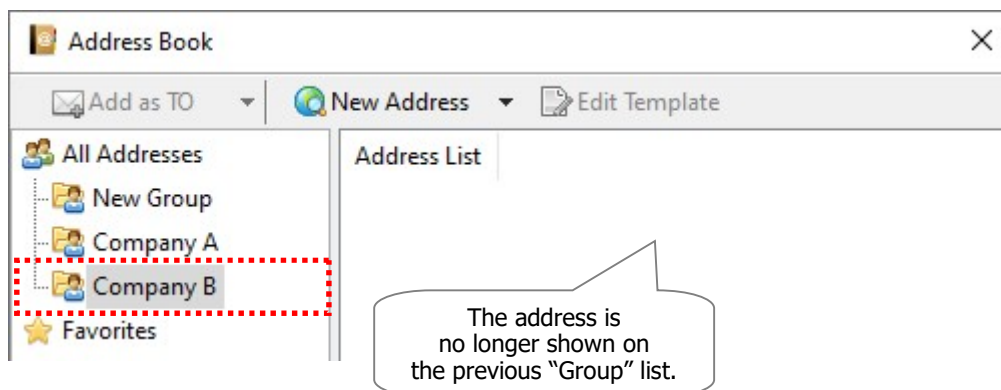 Address Book
Add as TO
New Address
Edit Template
All Addresses
New Group
Company A
Company B
Favorites
Address List
The address is
no longer shown on
the previous “Group” list.